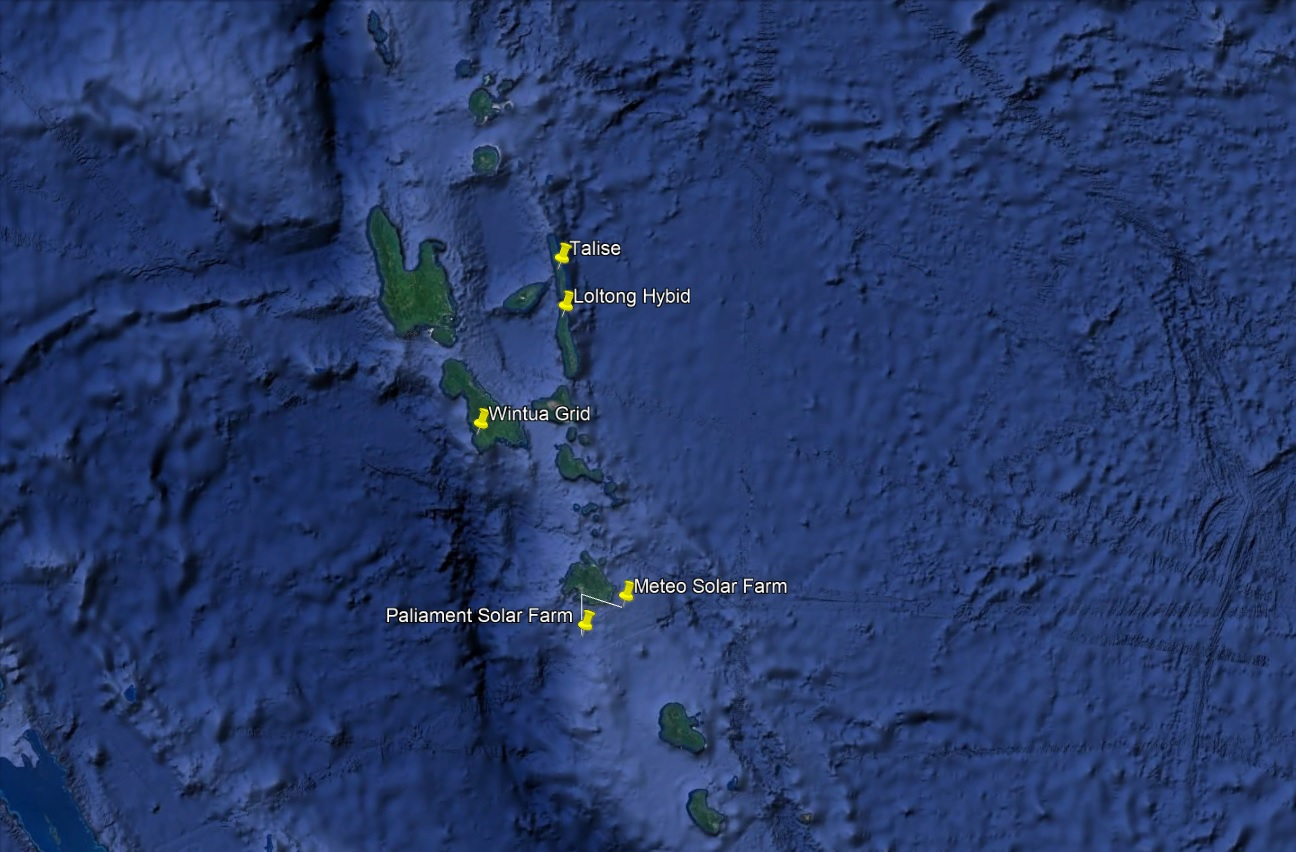 Talise
Loltong Hybid
Wintua Grid
Meteo Solar Farm
Paliament Solar Farm